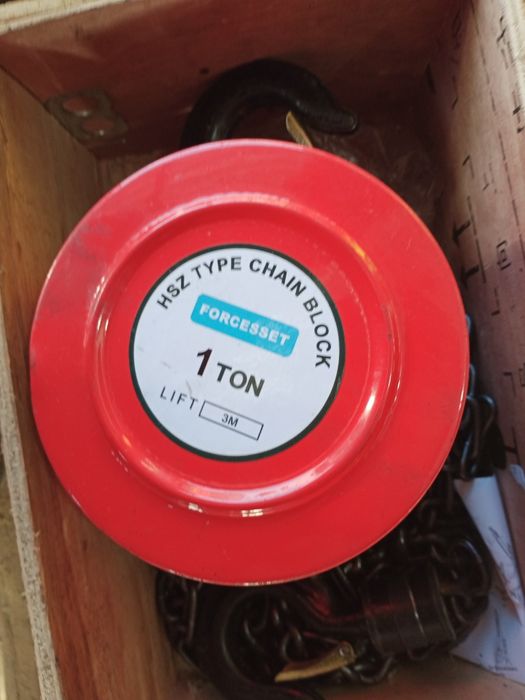 HSZ TYPE CHAIN BLOCK
FORCESSET
1 TON
LIFT 3M